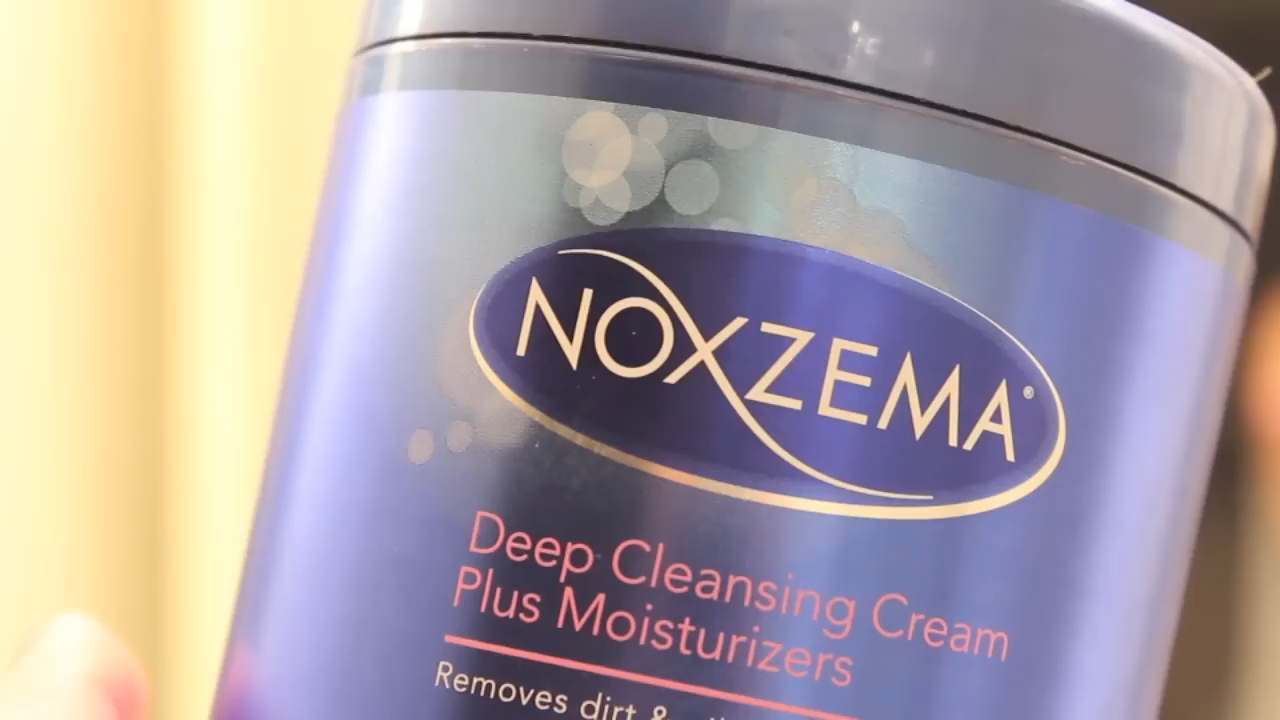 NOXZEMA®
Deep Cleansing Cream
Plus Moisturizers
Removes dirt &